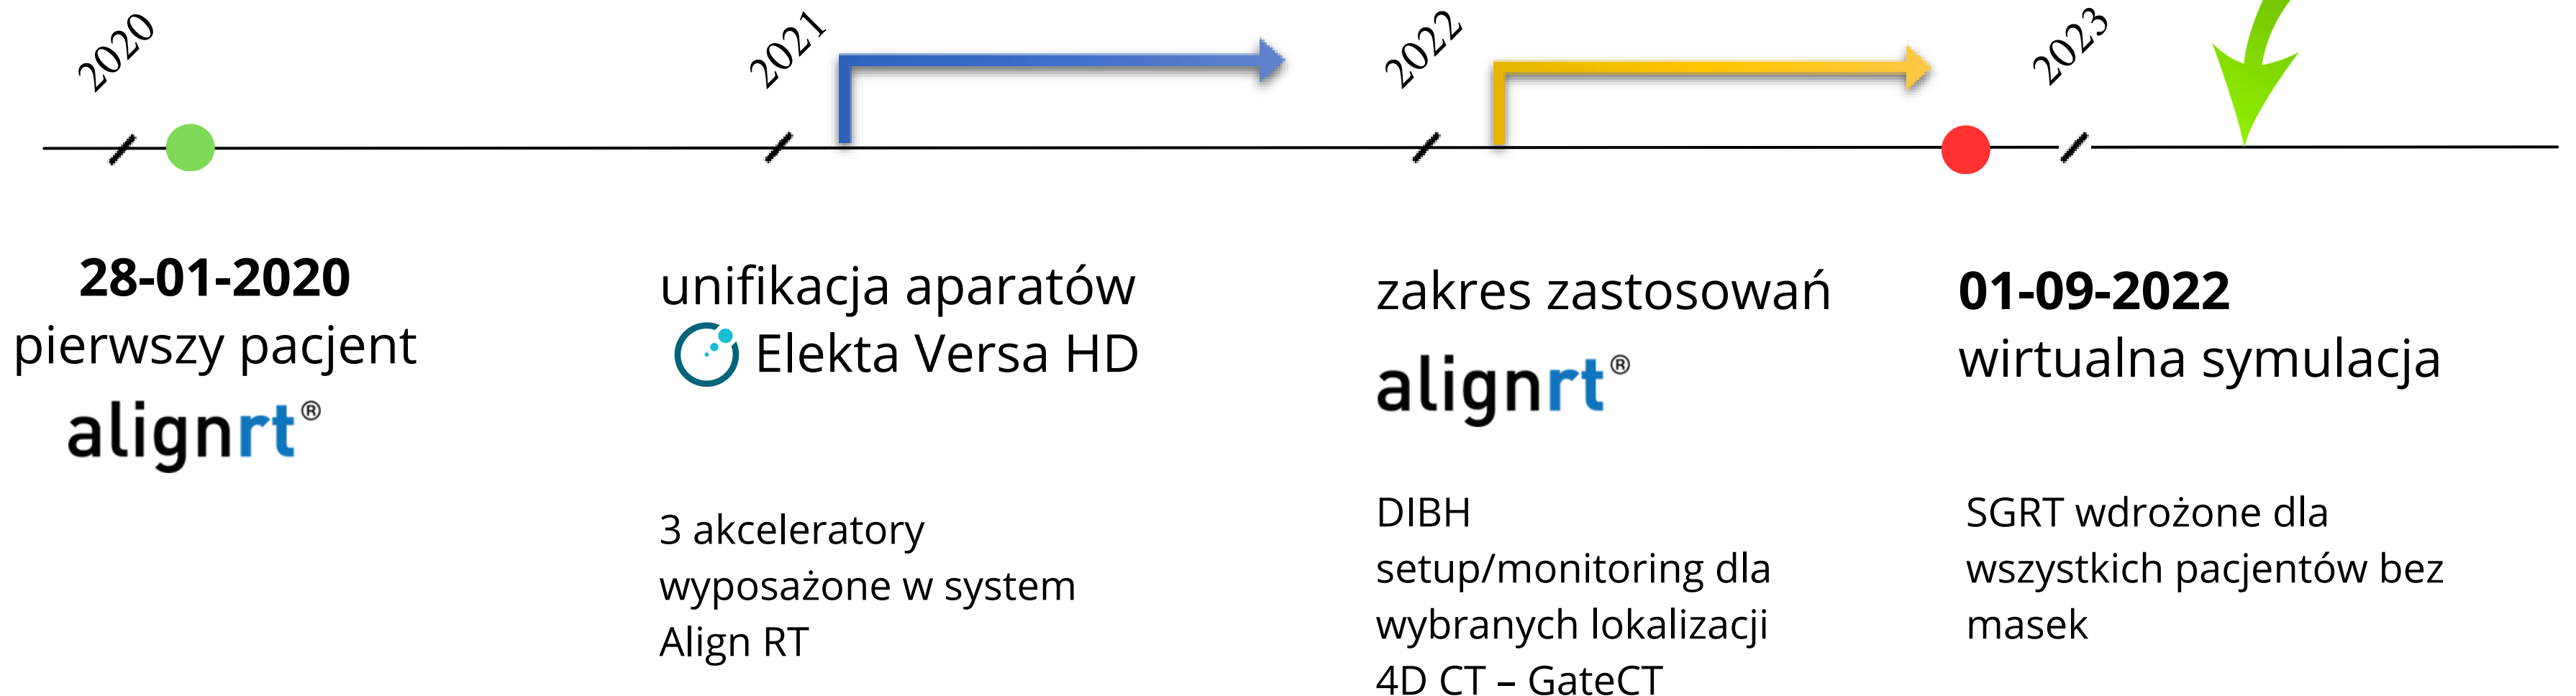 2020
2021
2022
2023
28-01-2020
pierwszy pacjent
alignrt®
unifikacja aparatów
Elekta Versa HD
3 akceleratory
wyposażone w system
Align RT
zakres zastosowań
alignrt®
DIBH
setup/monitoring dla
wybranych lokalizacji
4D CT – GateCT
01-09-2022
wirtualna symulacja
SGRT wdrożone dla
wszystkich pacjentów bez
masek